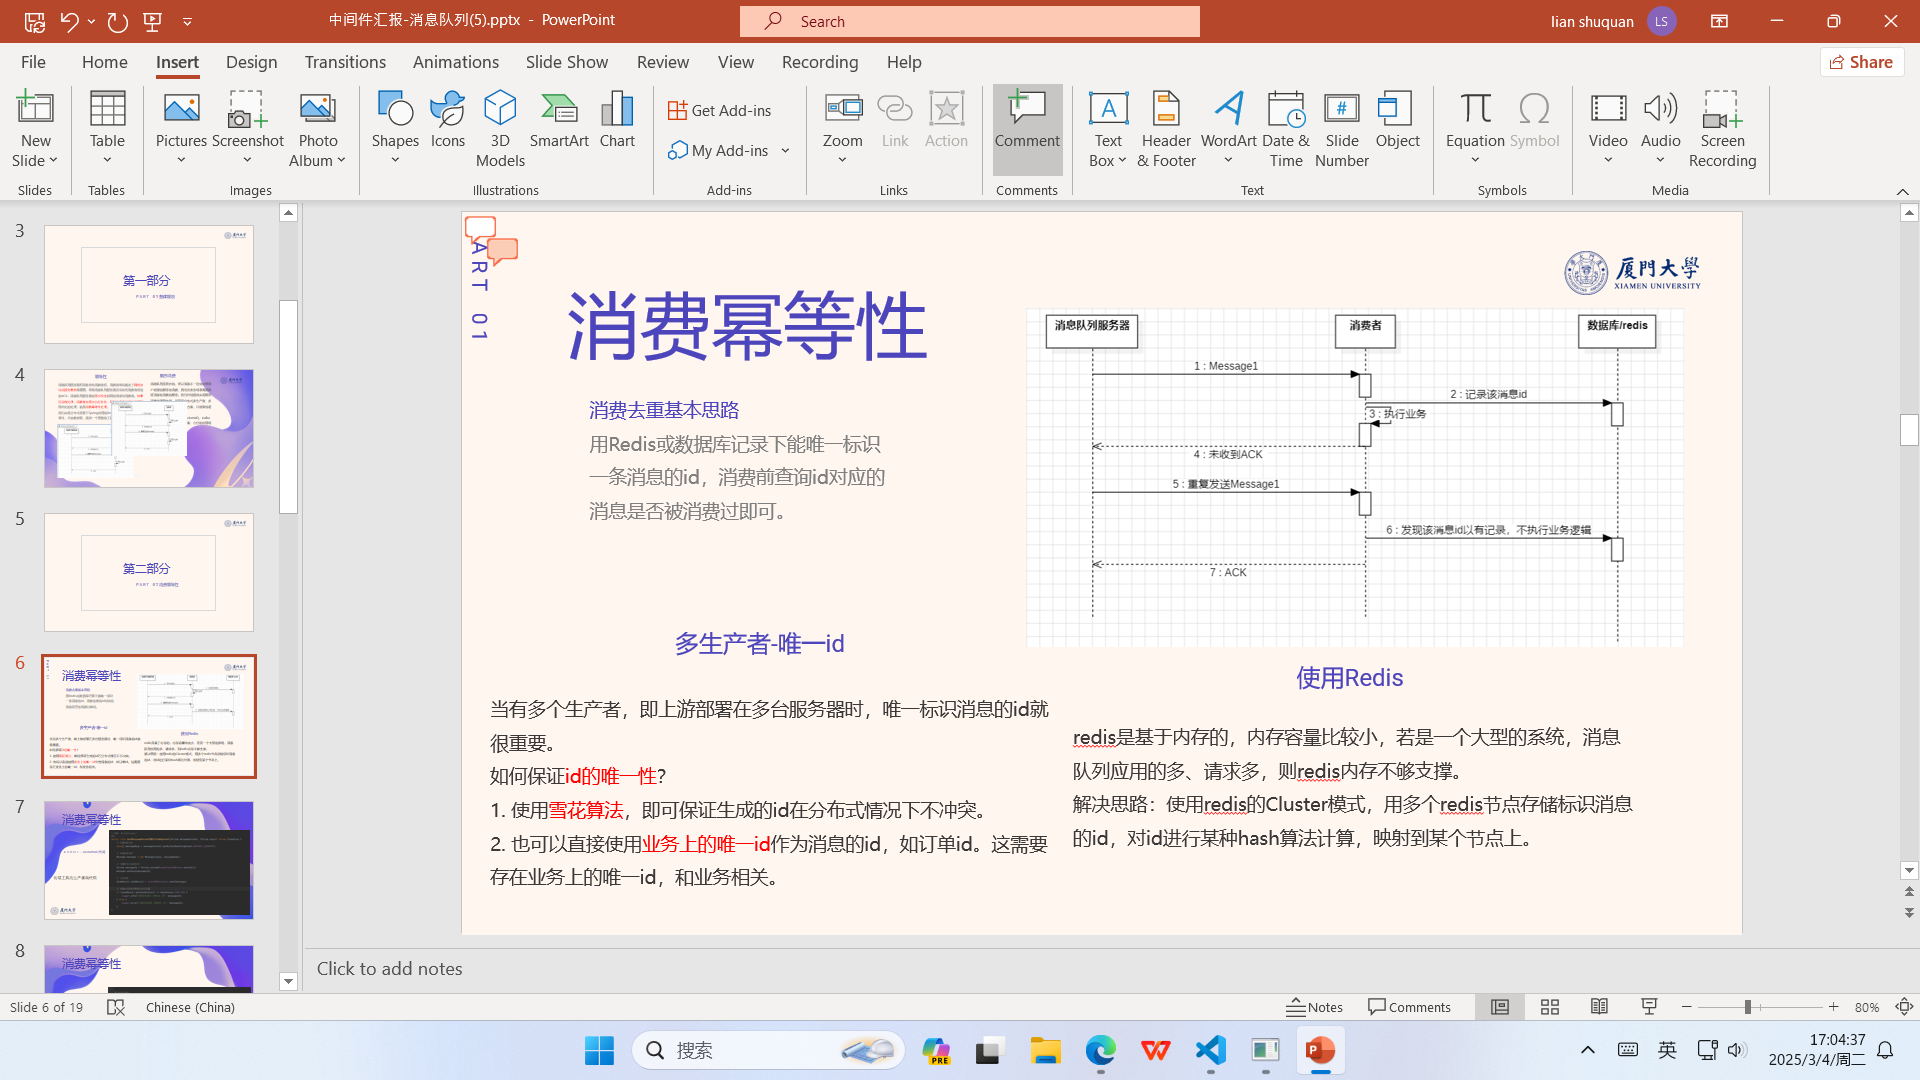 中间件汇报-消息队列(5).pptx - PowerPoint
Search
lian shuquan
LS
File Home Insert Design Transitions Animations Slide Show Review View Recording Help
Share
New Slide
Table
Pictures
Screenshot
Photo Album
Shapes
Icons
3D Models
SmartArt
Chart
Get Add-ins
My Add-ins
Zoom
Link
Action
Comment
Text Box
Header & Footer
WordArt
Date & Time
Slide Number
Object
Equation
Symbol
Video
Audio
Screen Recording
Slides Tables Images Illustrations Add-ins Links Comments Text Symbols Media
3
第一部分
4
5
第二部分
6
消费幂等性
7
消费幂等性
8
消费幂等性
ART 01
厦门大学
XIAMEN UNIVERSITY
消费幂等性
消费去重基本思路
用Redis或数据库记录下能唯一标识
一条消息的id，消费前查询id对应的
消息是否被消费过即可。
消息队列服务器
消费者
数据库/redis
1 : Message1
2 : 记录该消息id
3 : 执行业务
4 : 未收到ACK
5 : 重复发送Message1
6 : 发现该消息id以有记录，不执行业务逻辑
7 : ACK
多生产者-唯一id
当有多个生产者，即上游部署在多台服务器时，唯一标识消息的id就
很重要。
如何保证id的唯一性？
1. 使用雪花算法，即可保证生成的id在分布式情况下不冲突。
2. 也可以直接使用业务上的唯一id作为消息的id，如订单id。这需要
存在业务上的唯一id，和业务相关。
使用Redis
redis是基于内存的，内存容量比较小，若是一个大型的系统，消息
队列应用的多、请求多，则redis内存不够支撑。
解决思路：使用redis的Cluster模式，用多个redis节点存储标识消息
的id，对id进行某种hash算法计算，映射到某个节点上。
Click to add notes
Slide 6 of 19
Chinese (China)
Notes
Comments
80%
搜索
PRE
英
17:04:37
2025/3/4/周二